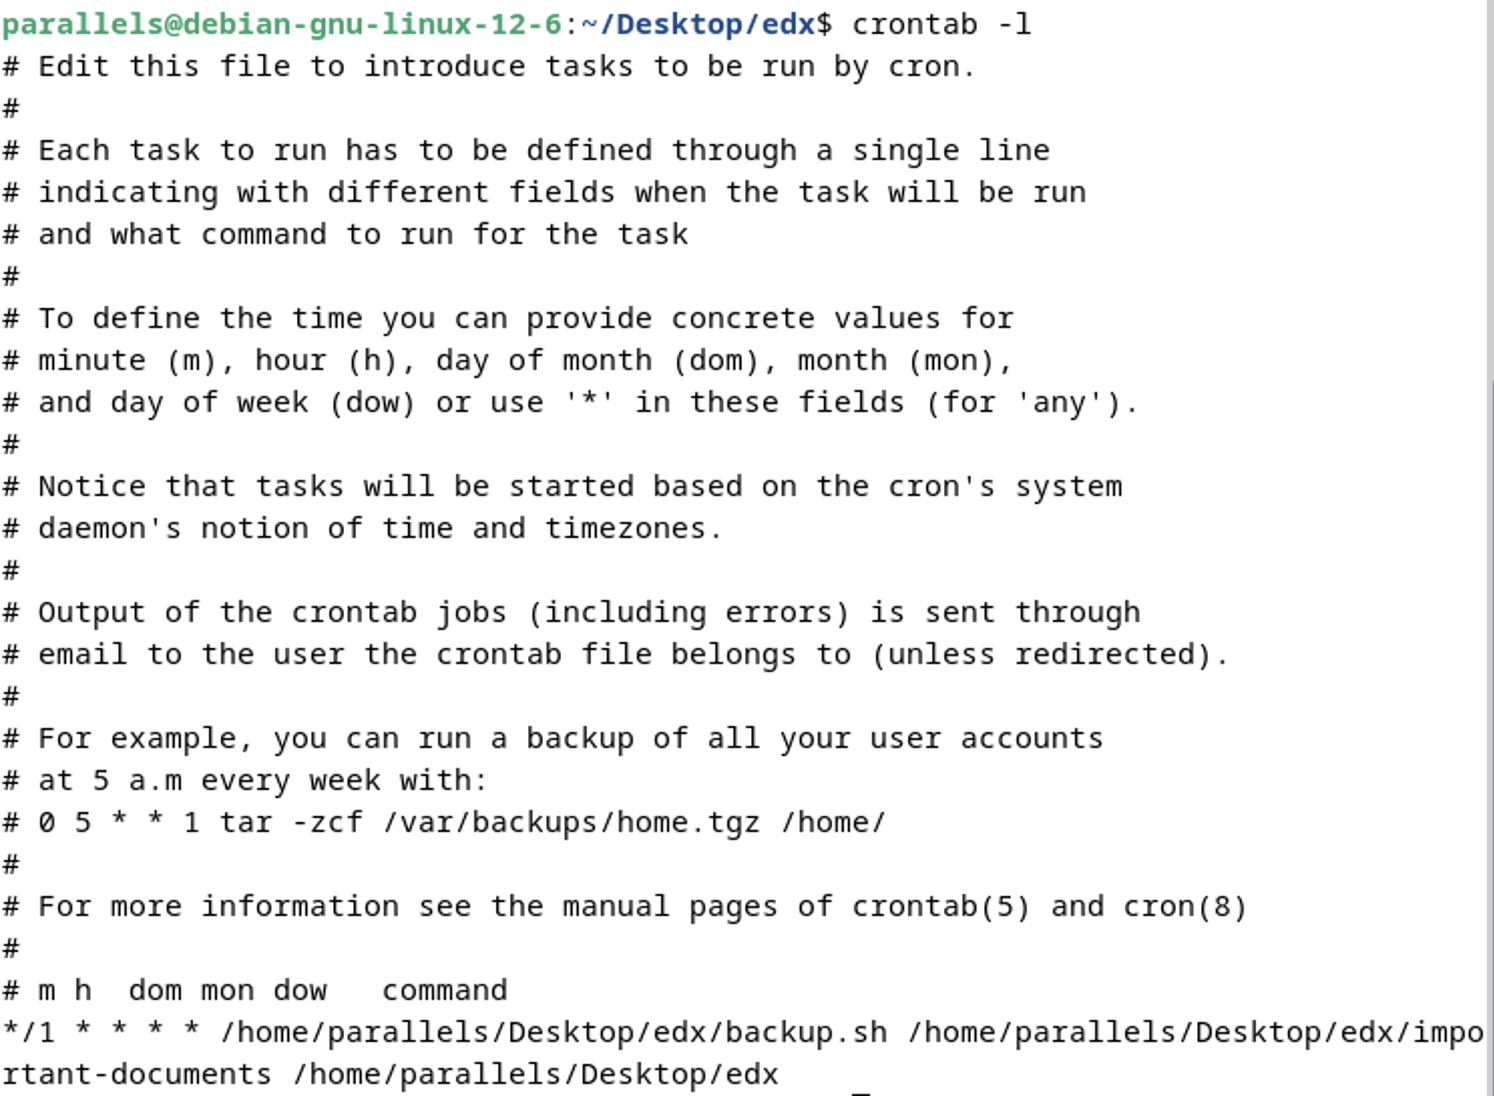 parallels@debian-gnu-linux-12-6:~/Desktop/edx$ crontab -l
# Edit this file to introduce tasks to be run by cron.
#
# Each task to run has to be defined through a single line
# indicating with different fields when the task will be run
# and what command to run for the task
#
# To define the time you can provide concrete values for
# minute (m), hour (h), day of month (dom), month (mon),
# and day of week (dow) or use '*' in these fields (for 'any').
#
# Notice that tasks will be started based on the cron's system
# daemon's notion of time and timezones.
#
# Output of the crontab jobs (including errors) is sent through
# email to the user the crontab file belongs to (unless redirected).
#
# For example, you can run a backup of all your user accounts
# at 5 a.m every week with:
# 0 5 * * 1 tar -zcf /var/backups/home.tgz /home/
#
# For more information see the manual pages of crontab(5) and cron(8)
#
# m h  dom mon dow   command
*/1 * * * * /home/parallels/Desktop/edx/backup.sh /home/parallels/Desktop/edx/impo
rtant-documents /home/parallels/Desktop/edx